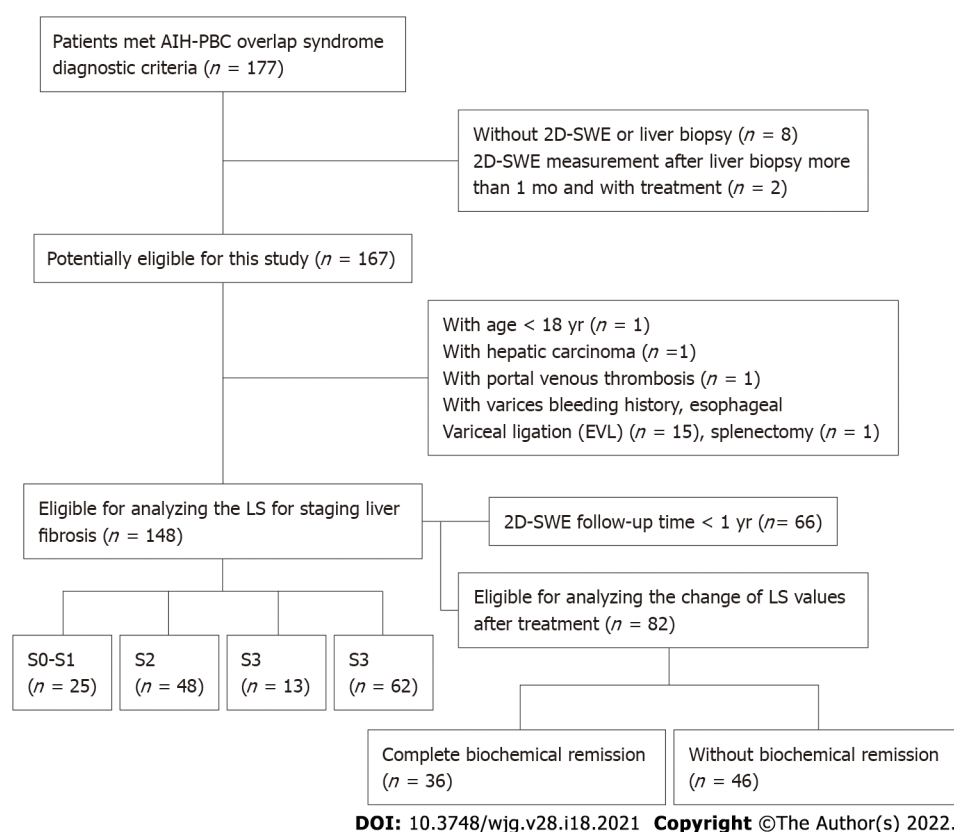 Patients met AIH-PBC overlap syndrome
diagnostic criteria (n = 177)
Without 2D-SWE or liver biopsy (n = 8)
2D-SWE measurement after liver biopsy more
than 1 mo and with treatment (n = 2)
Potentially eligible for this study (n = 167)
With age < 18 yr (n = 1)
With hepatic carcinoma (n =1)
With portal venous thrombosis (n = 1)
With varices bleeding history, esophageal
Variceal ligation (EVL) (n = 15), splenectomy (n = 1)
Eligible for analyzing the LS for staging liver
fibrosis (n = 148)
2D-SWE follow-up time < 1 yr (n= 66)
Eligible for analyzing the change of LS values
after treatment (n = 82)
S0-S1
(n = 25)
S2
(n = 48)
S3
(n = 13)
S3
(n = 62)
Complete biochemical remission
(n = 36)
Without biochemical remission
(n = 46)
DOI: 10.3748/wjg.v28.i18.2021 Copyright ©The Author(s) 2022.